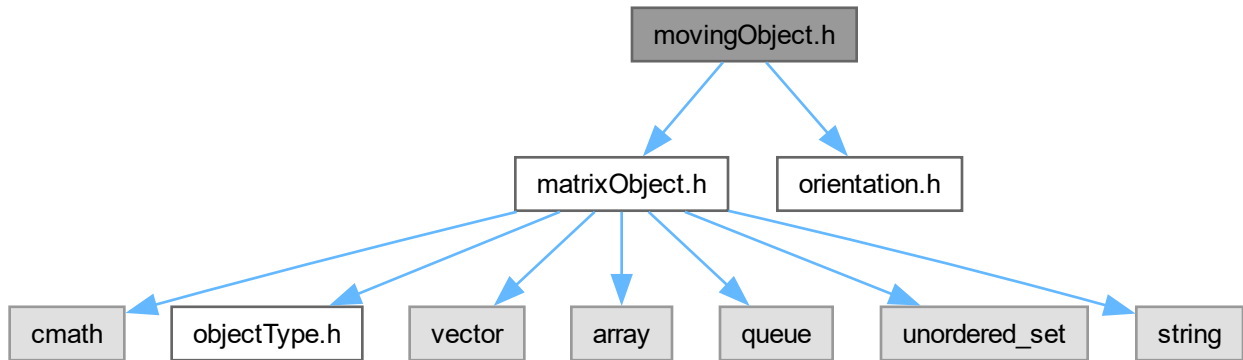 movingObject.h
matrixObject.h
orientation.h
cmath
objectType.h
vector
array
queue
unordered_set
string